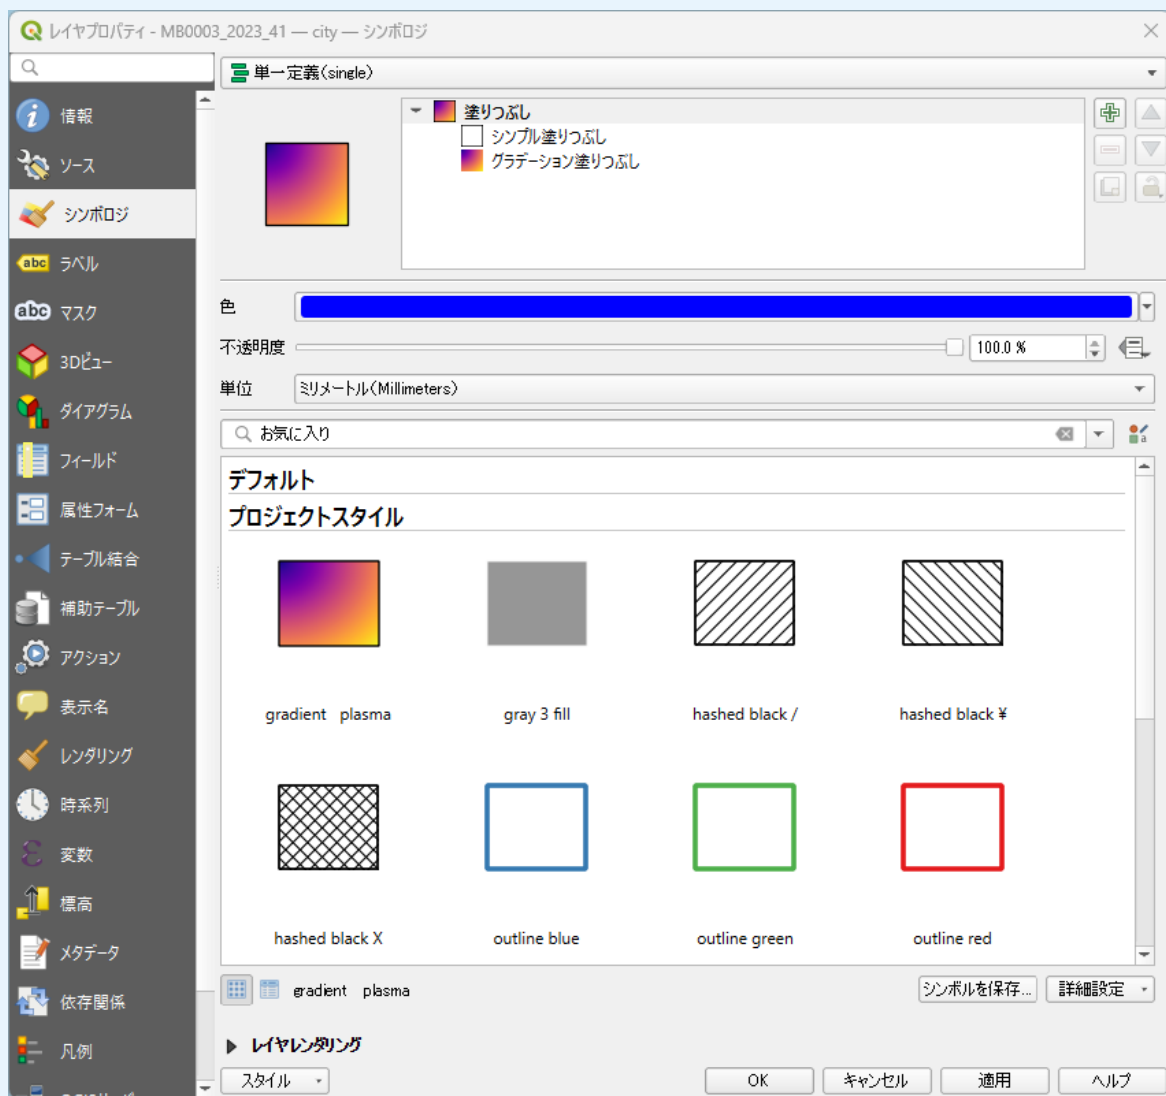 レイヤプロパティ - MB0003_2023_41 — city — シンボロジ
単一定義(single)
情報
ソース
シンボロジ
ラベル
マスク
3Dビュー
ダイアグラム
フィールド
属性フォーム
テーブル結合
補助テーブル
アクション
表示名
レンダリング
時系列
変数
標高
メタデータ
依存関係
凡例
塗りつぶし
シンプル塗りつぶし
グラデーション塗りつぶし
色
不透明度 100.0 %
単位 ミリメートル(Millimeters)
お気に入り
デフォルト
プロジェクトスタイル
gradient plasma gray 3 fill hashed black / hashed black ¥
hashed black X outline blue outline green outline red
gradient plasma シンボルを保存... 詳細設定
レイヤレンダリング
スタイル OK キャンセル 適用 ヘルプ